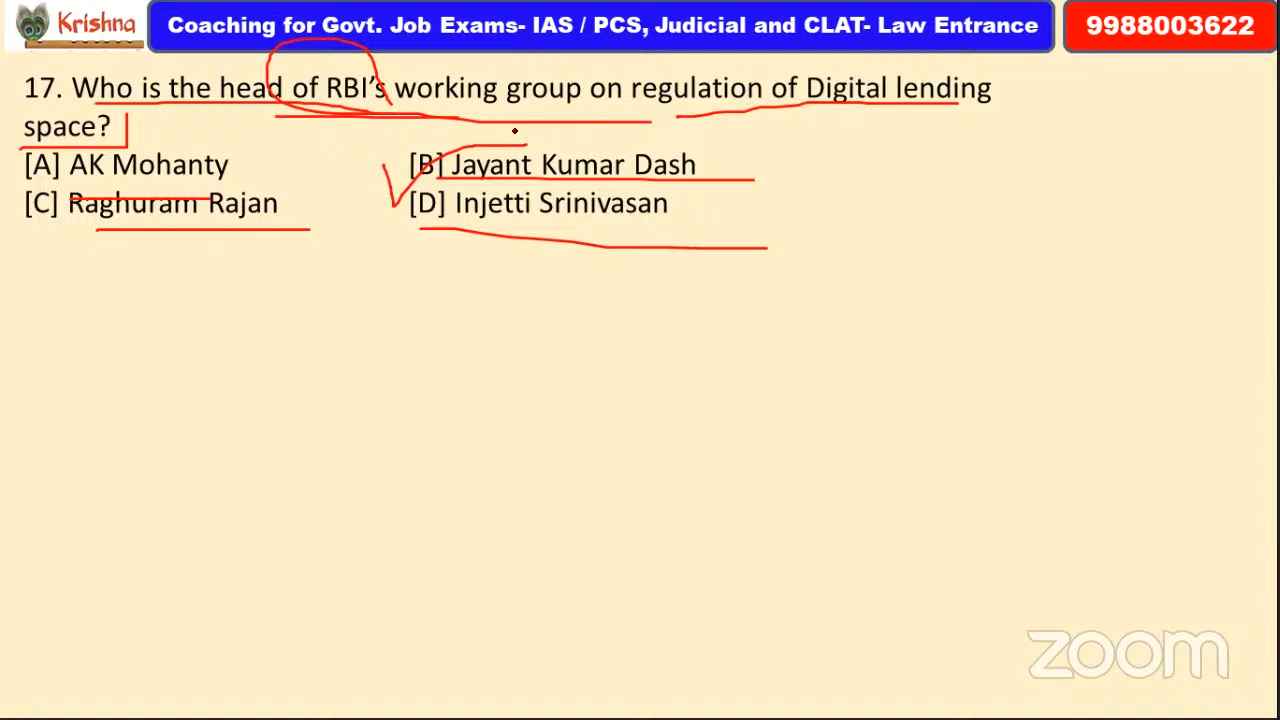 Krishna
Coaching for Govt. Job Exams- IAS / PCS, Judicial and CLAT- Law Entrance
9988003622
17. Who is the head of RBI's working group on regulation of Digital lending
space?
[A] AK Mohanty [B] Jayant Kumar Dash
[C] Raghuram Rajan [D] Injetti Srinivasan
zoom